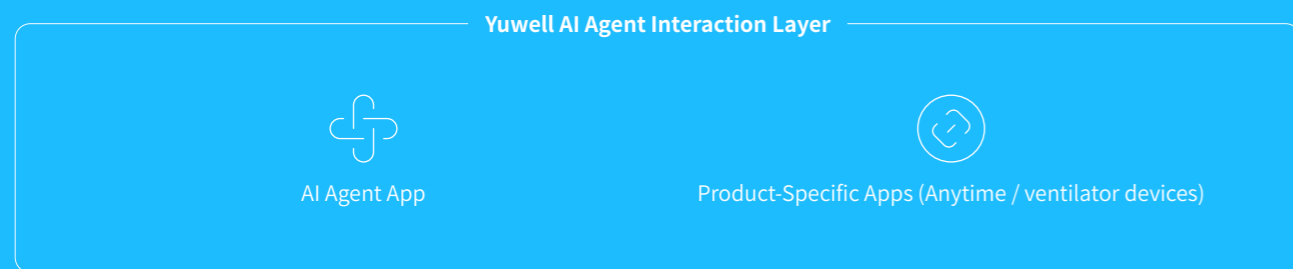 Yuwell AI Agent Interaction Layer
AI Agent App
Product-Specific Apps (Anytime / ventilator devices)